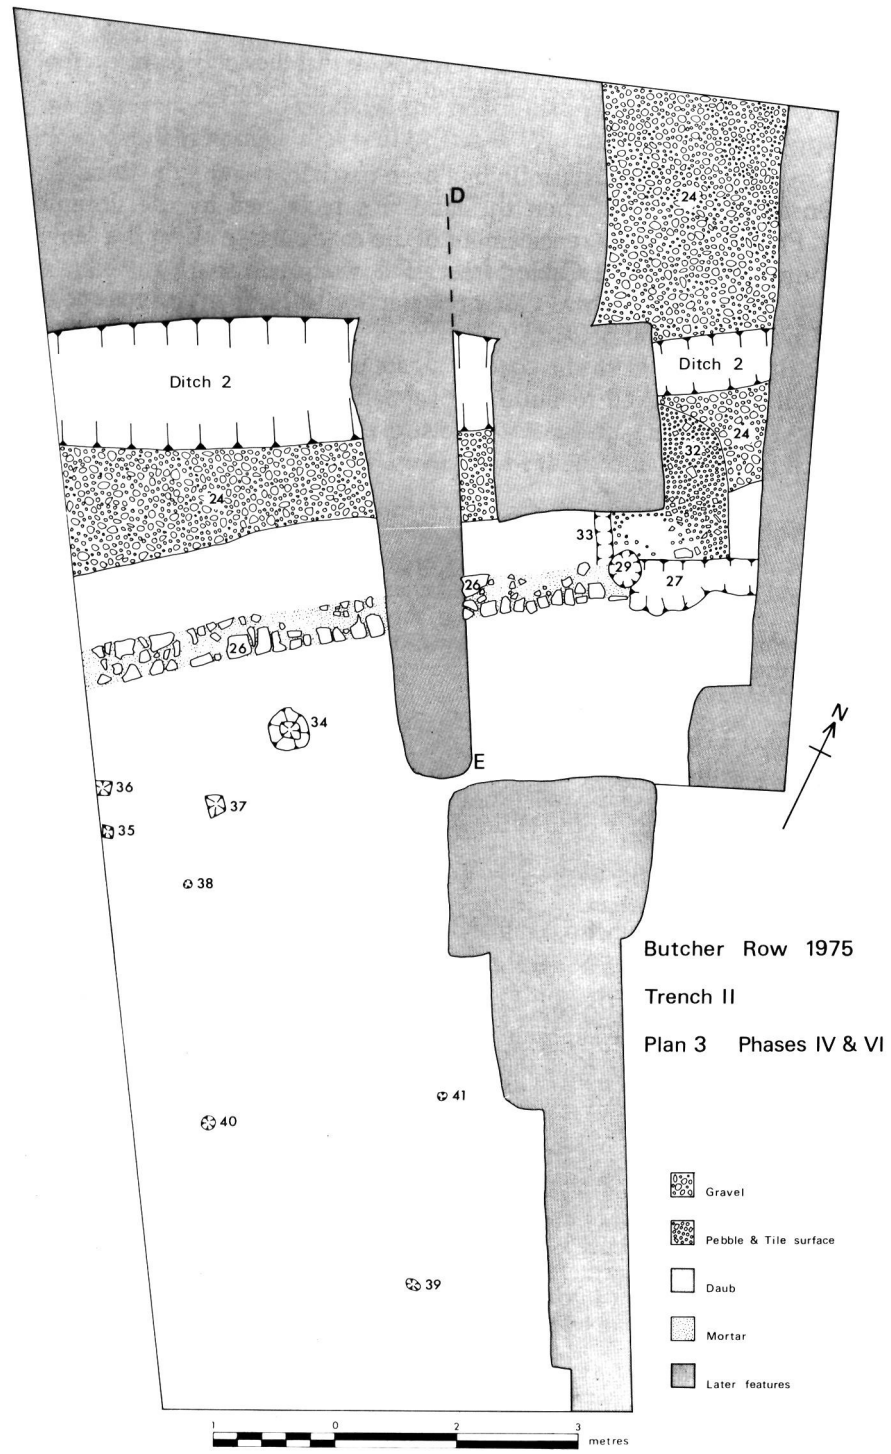 D
24
Ditch 2
Ditch 2
24
32
24
33
29
27
26
26
34
N
E
36
37
35
38
Butcher Row 1975
Trench II
Plan 3 Phases IV & VI
41
40
Gravel
Pebble & Tile surface
39
Daub
Mortar
Later features
1 0 2 3
metres